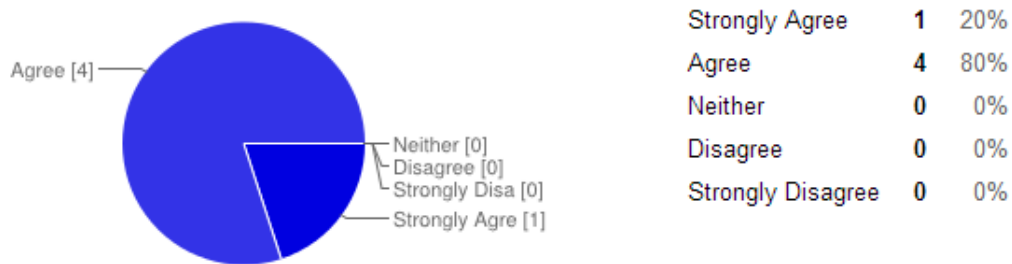 Agree [4]
Neither [0]
Disagree [0]
Strongly Disa [0]
Strongly Agre [1]
Strongly Agree 1 20%
Agree 4 80%
Neither 0 0%
Disagree 0 0%
Strongly Disagree 0 0%